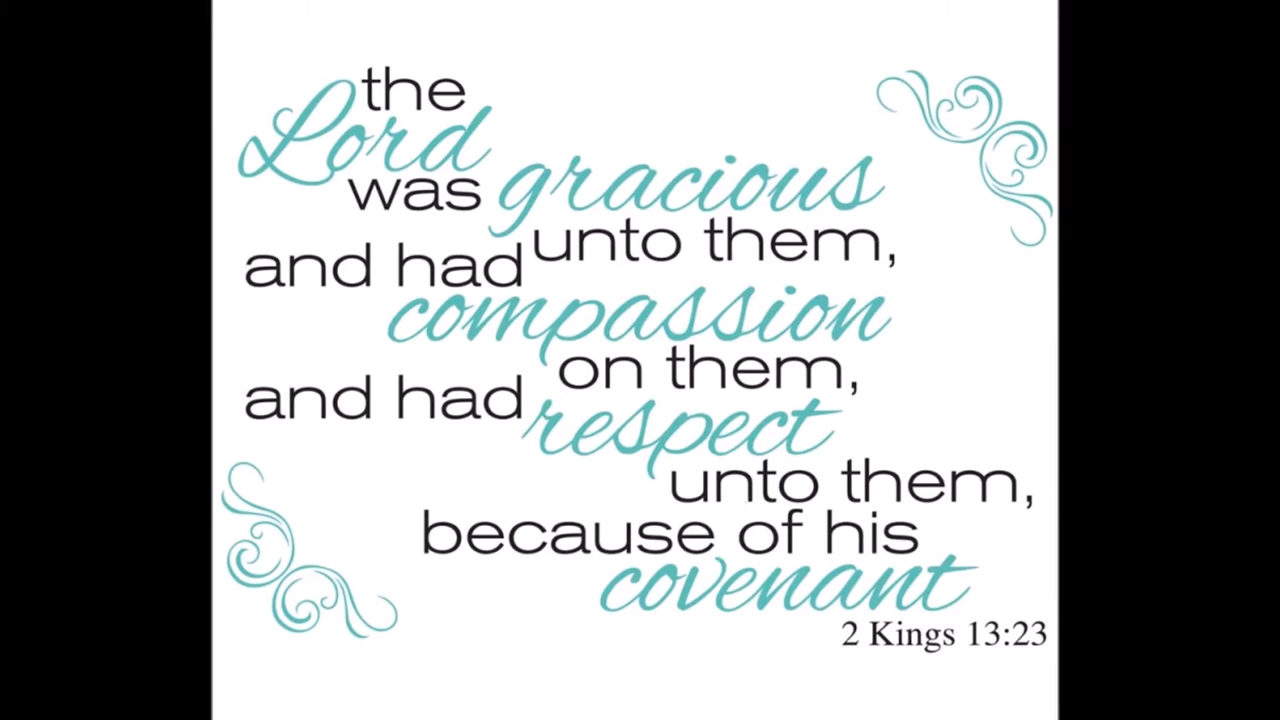 the
Lord
was gracious
unto them,
and had
compassion
on them,
and had
respect
unto them,
because of his
covenant
2 Kings 13:23